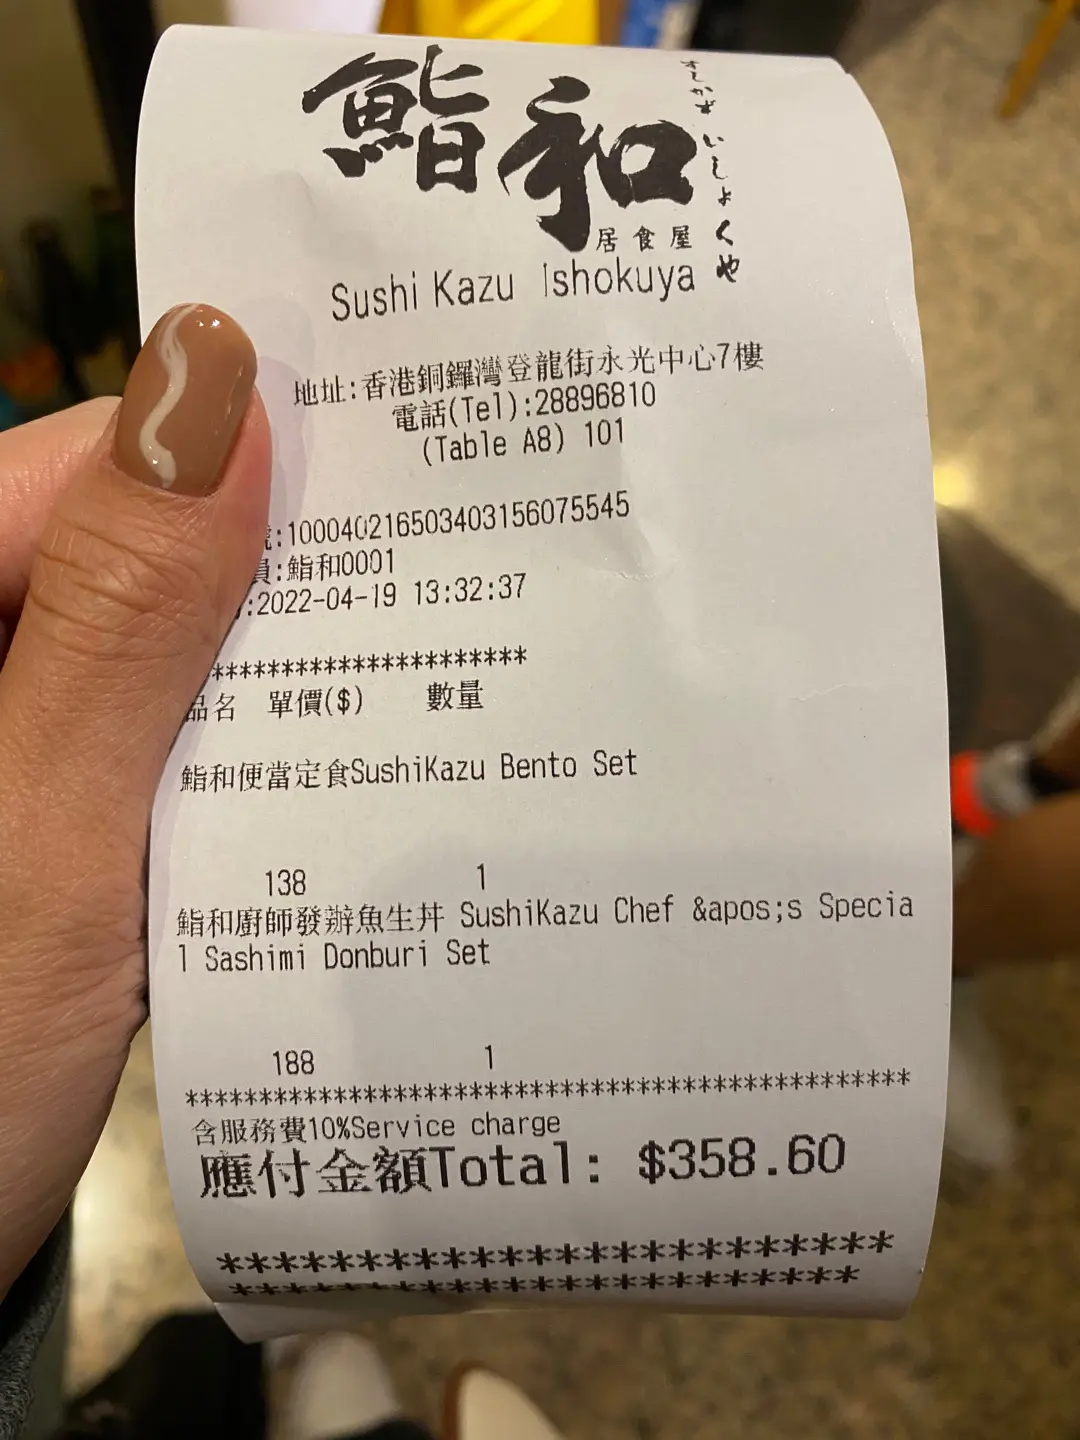 鮨和
すしかず いしょくや
居食屋
Sushi Kazu Ishokuya
地址:香港銅鑼灣登龍街永光中心7樓
電話(Tel):28896810
(Table A8) 101
號:100040216503403156075545
員:鮨和0001
:2022-04-19 13:32:37
**********************
品名 單價($) 數量
鮨和便當定食SushiKazu Bento Set
138 1
鮨和廚師發辦魚生丼 SushiKazu Chef &apos;s Specia
l Sashimi Donburi Set
188 1
**************************************************
含服務費10%Service charge
應付金額Total: $358.60
************************
**********************